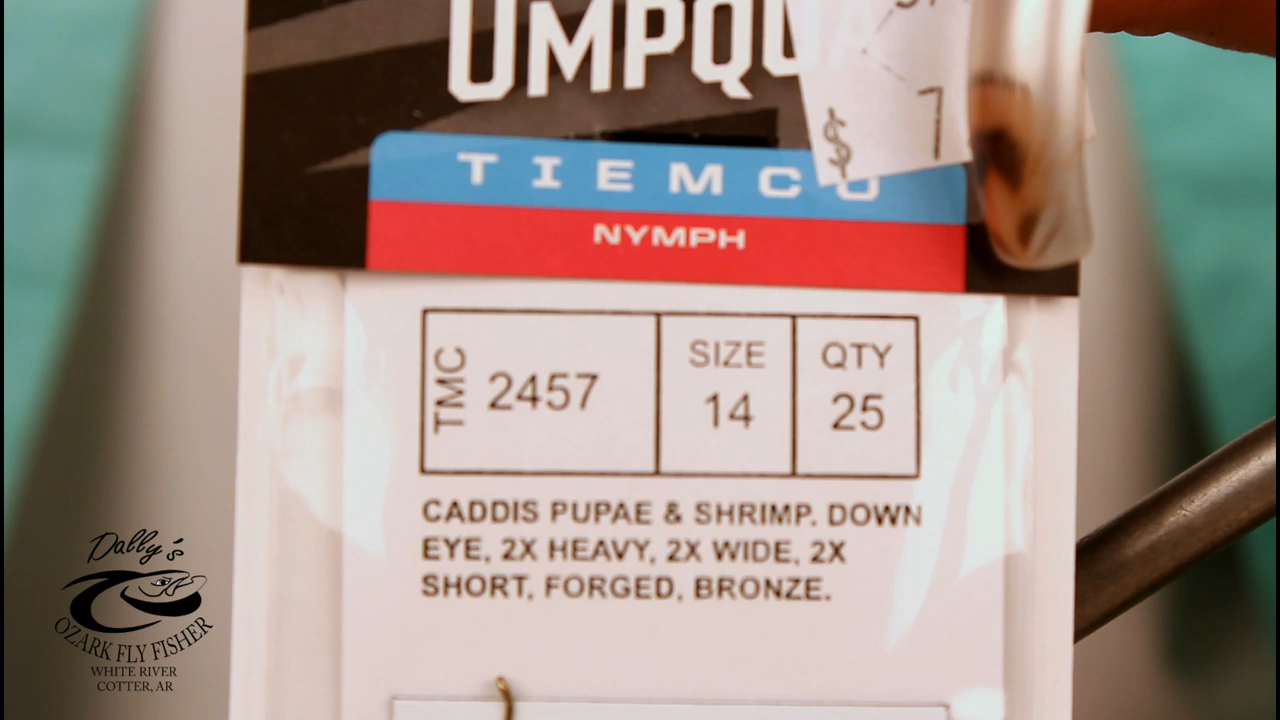 UMPQUA
$ 7
TIEMCO
NYMPH
TMC 2457
SIZE 14
QTY 25
CADDIS PUPAE & SHRIMP. DOWN
EYE, 2X HEAVY, 2X WIDE, 2X
SHORT, FORGED, BRONZE.
Dally's
OZARK FLY FISHER
WHITE RIVER
COTTER, AR